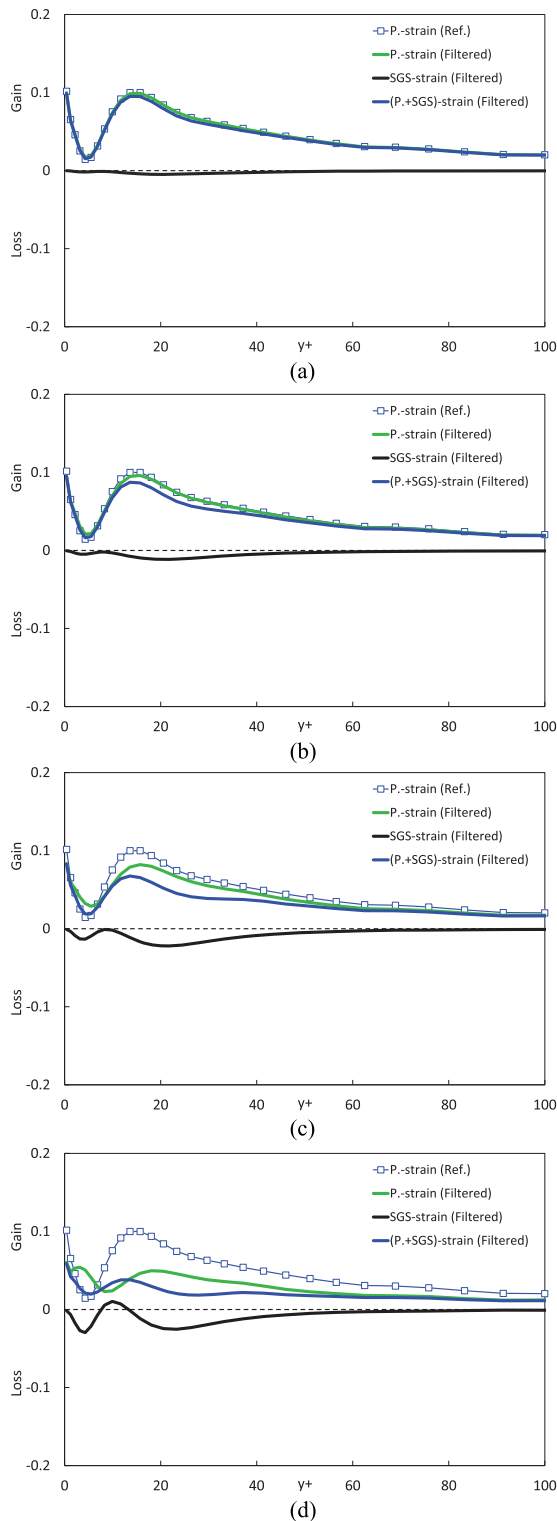 0.2
P.-strain (Ref.)
P.-strain (Filtered)
SGS-strain (Filtered)
(P.+SGS)-strain (Filtered)
Gain
0.1
0
Loss
-0.1
-0.2
0 20 40 y+ 60 80 100
(a)
0.2
P.-strain (Ref.)
P.-strain (Filtered)
SGS-strain (Filtered)
(P.+SGS)-strain (Filtered)
Gain
0.1
0
Loss
-0.1
-0.2
0 20 40 y+ 60 80 100
(b)
0.2
P.-strain (Ref.)
P.-strain (Filtered)
SGS-strain (Filtered)
(P.+SGS)-strain (Filtered)
Gain
0.1
0
Loss
-0.1
-0.2
0 20 40 y+ 60 80 100
(c)
0.2
P.-strain (Ref.)
P.-strain (Filtered)
SGS-strain (Filtered)
(P.+SGS)-strain (Filtered)
Gain
0.1
0
Loss
-0.1
-0.2
0 20 40 y+ 60 80 100
(d)